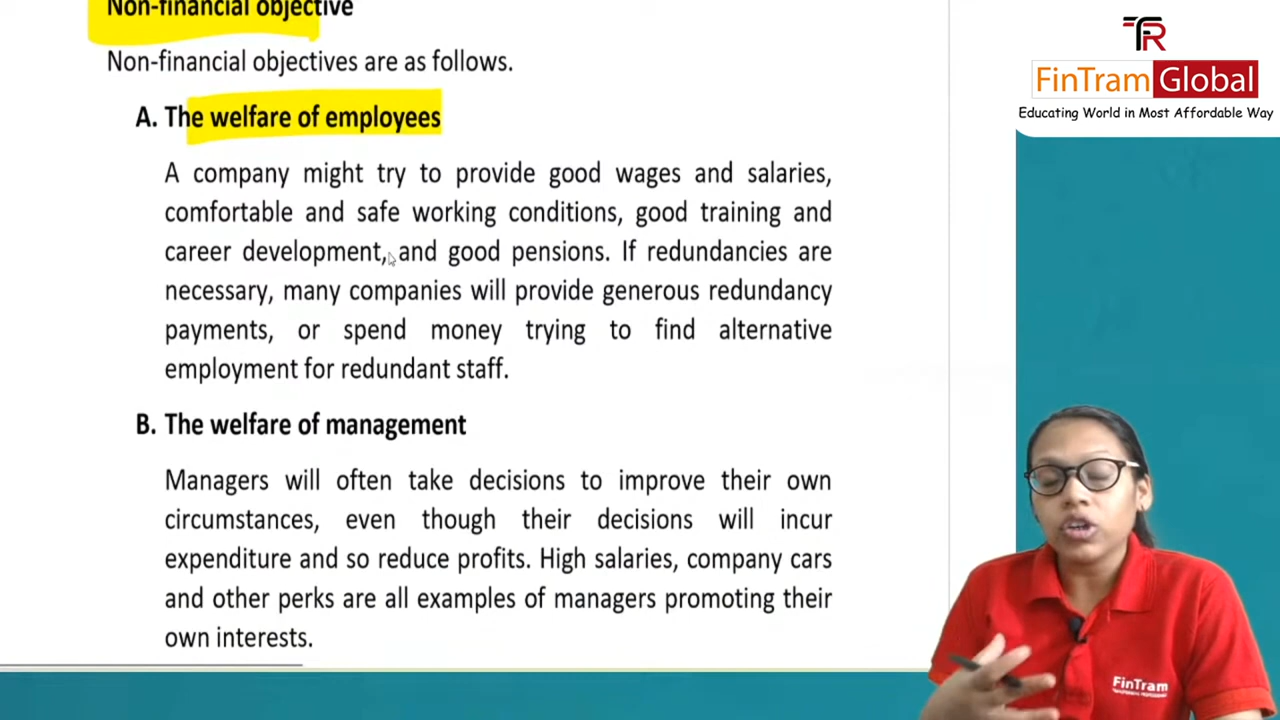 Non-financial objective
Non-financial objectives are as follows.
A. The welfare of employees
A company might try to provide good wages and salaries,
comfortable and safe working conditions, good training and
career development, and good pensions. If redundancies are
necessary, many companies will provide generous redundancy
payments, or spend money trying to find alternative
employment for redundant staff.
B. The welfare of management
Managers will often take decisions to improve their own
circumstances, even though their decisions will incur
expenditure and so reduce profits. High salaries, company cars
and other perks are all examples of managers promoting their
own interests.
FinTram Global
Educating World in Most Affordable Way
FinTram